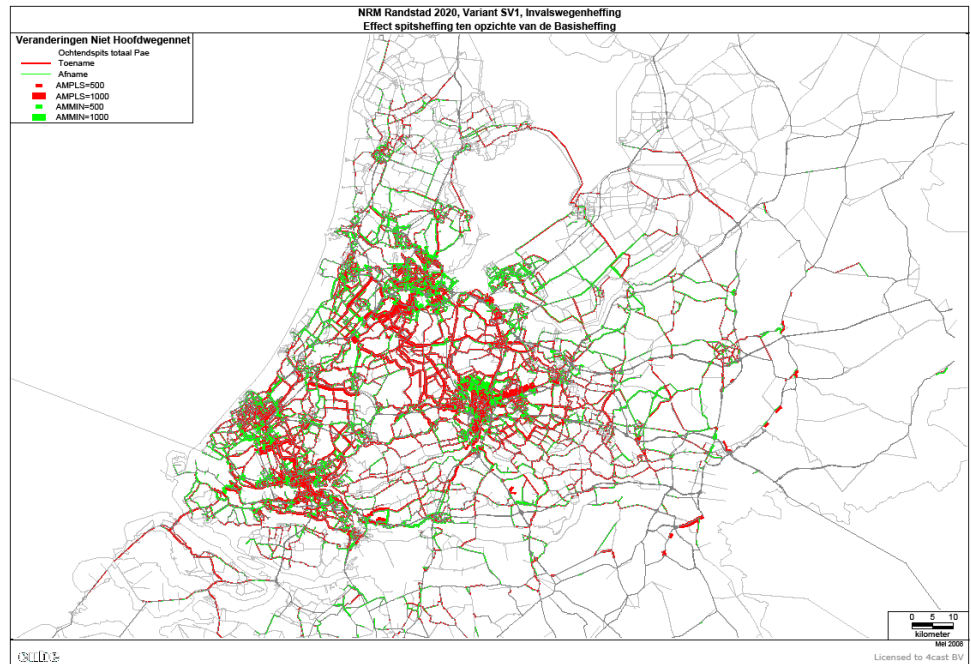 NRM Randstad 2020, Variant SV1, Invalswegenheffing
Effect spitsheffing ten opzichte van de Basisheffing
Veranderingen Niet Hoofdwegennet
Ochtendspits totaal Pae
Toename
Afname
AMPLS=500
AMPLS=1000
AMMIN=500
AMMIN=1000
0 5 10
kilometer
Mei 2008
cube
Licensed to 4cast BV